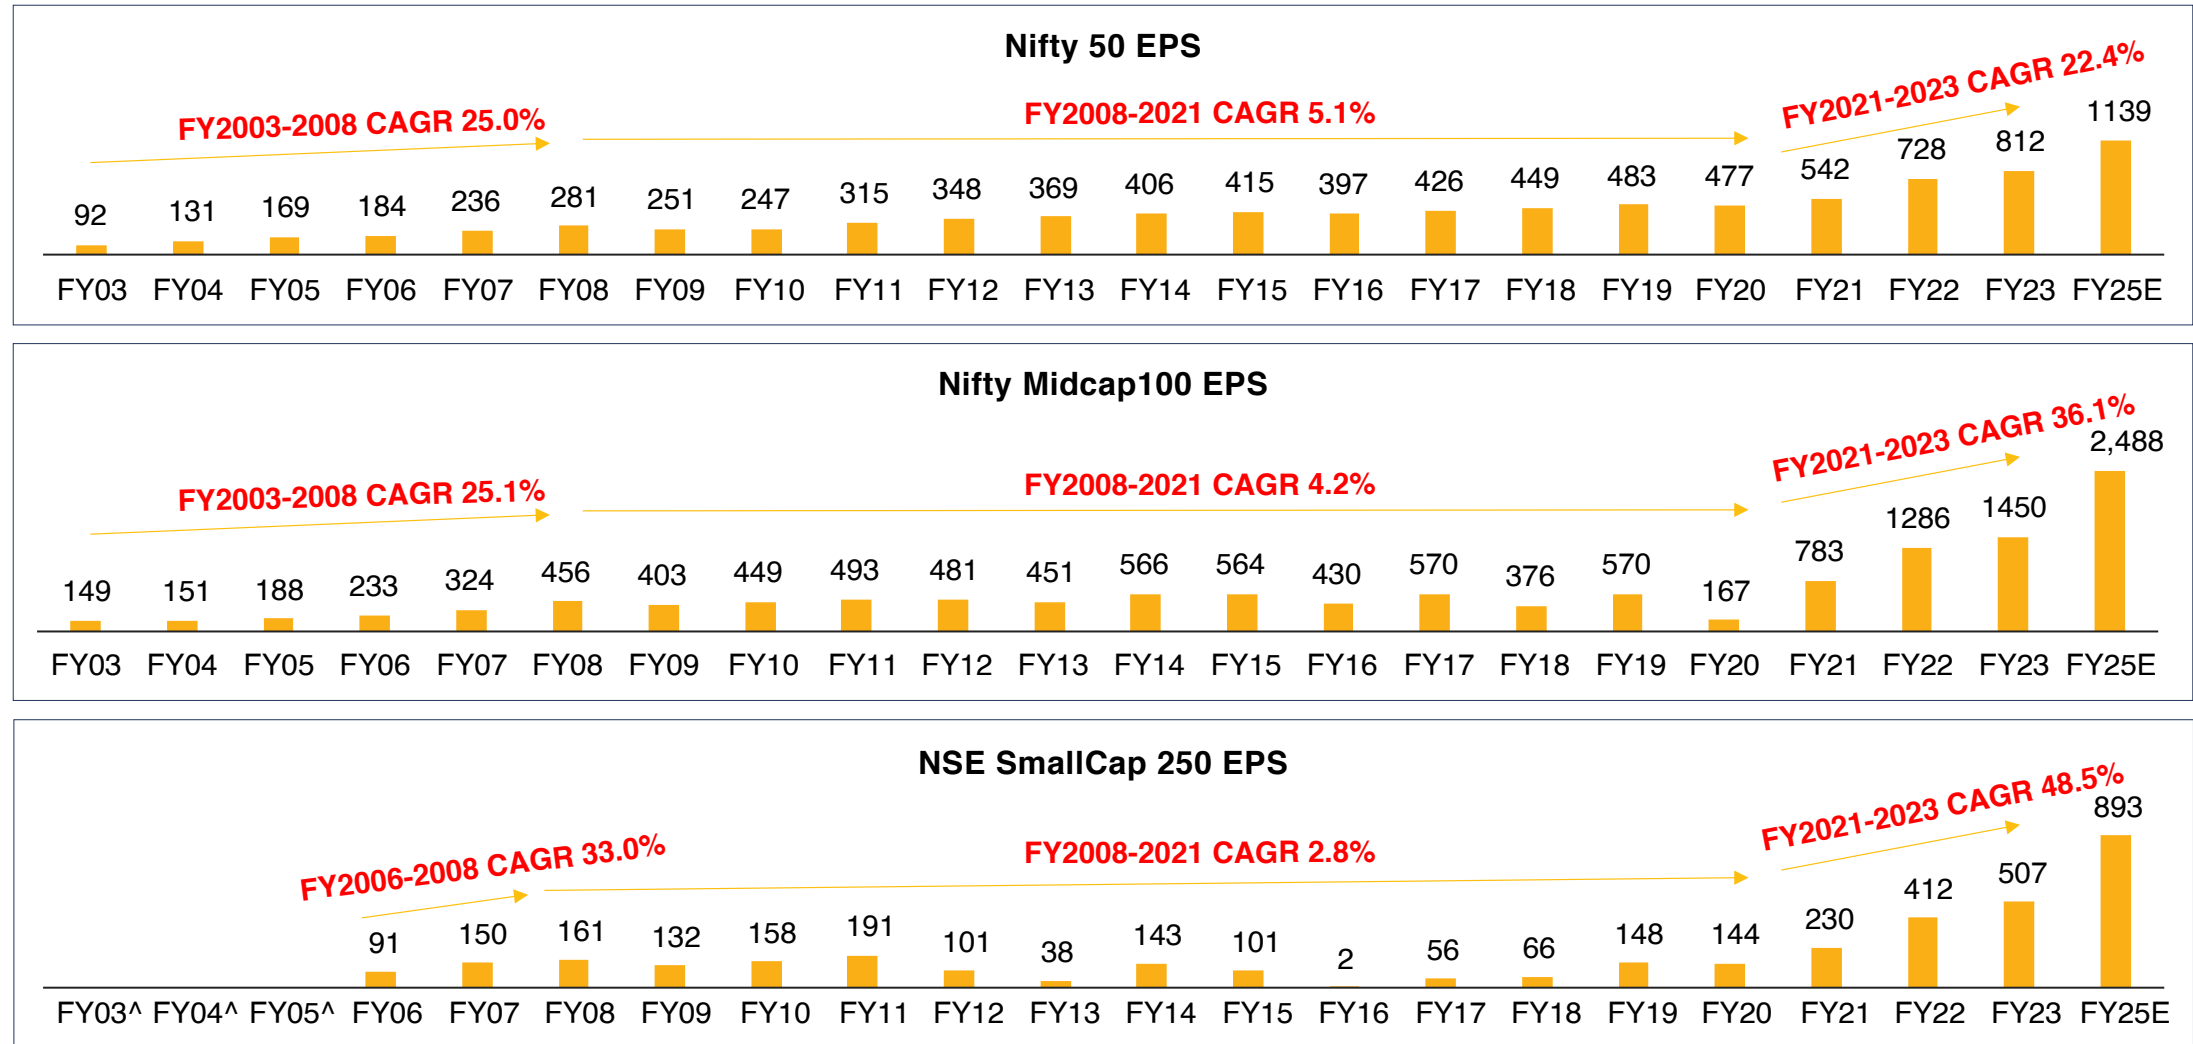 Nifty 50 EPS
FY2003-2008 CAGR 25.0%
FY2008-2021 CAGR 5.1%
FY2021-2023 CAGR 22.4%
92 131 169 184 236 281 251 247 315 348 369 406 415 397 426 449 483 477 542 728 812 1139
FY03 FY04 FY05 FY06 FY07 FY08 FY09 FY10 FY11 FY12 FY13 FY14 FY15 FY16 FY17 FY18 FY19 FY20 FY21 FY22 FY23 FY25E
Nifty Midcap100 EPS
FY2003-2008 CAGR 25.1%
FY2008-2021 CAGR 4.2%
FY2021-2023 CAGR 36.1%
149 151 188 233 324 456 403 449 493 481 451 566 564 430 570 376 570 167 783 1286 1450 2,488
FY03 FY04 FY05 FY06 FY07 FY08 FY09 FY10 FY11 FY12 FY13 FY14 FY15 FY16 FY17 FY18 FY19 FY20 FY21 FY22 FY23 FY25E
NSE SmallCap 250 EPS
FY2006-2008 CAGR 33.0%
FY2008-2021 CAGR 2.8%
FY2021-2023 CAGR 48.5%
91 150 161 132 158 191 101 38 143 101 2 56 66 148 144 230 412 507 893
FY03^ FY04^ FY05^ FY06 FY07 FY08 FY09 FY10 FY11 FY12 FY13 FY14 FY15 FY16 FY17 FY18 FY19 FY20 FY21 FY22 FY23 FY25E